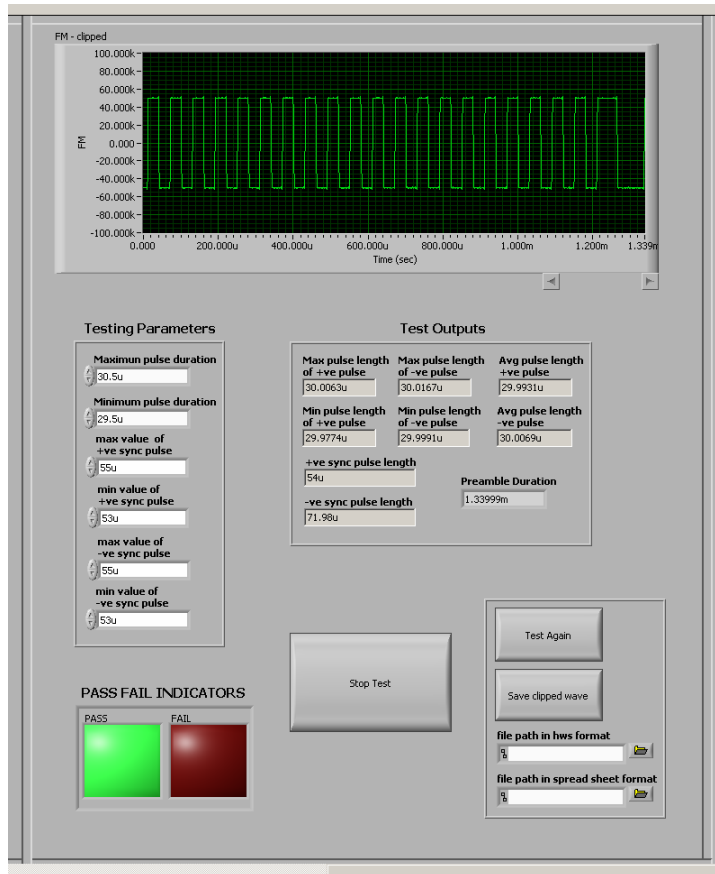 FM - clipped
100.000k
80.000k
60.000k
40.000k
20.000k
0.000
-20.000k
-40.000k
-60.000k
-80.000k
-100.000k
FM
0.000 200.000u 400.000u 600.000u 800.000u 1.000m 1.200m 1.339m
Time (sec)
Testing Parameters
Maximun pulse duration
30.5u
Minimum pulse duration
29.5u
max value of
+ve sync pulse
55u
min value of
+ve sync pulse
53u
max value of
-ve sync pulse
55u
min value of
-ve sync pulse
53u
Test Outputs
Max pulse length Max pulse length Avg pulse length
of +ve pulse of -ve pulse +ve pulse
30.0063u 30.0167u 29.9931u
Min pulse length Min pulse length Avg pulse length
of +ve pulse of -ve pulse -ve pulse
29.9774u 29.9991u 30.0069u
+ve sync pulse length
54u
Preamble Duration
1.33999m
-ve sync pulse length
71.98u
PASS FAIL INDICATORS
PASS FAIL
Stop Test
Test Again
Save clipped wave
file path in hws format
file path in spread sheet format